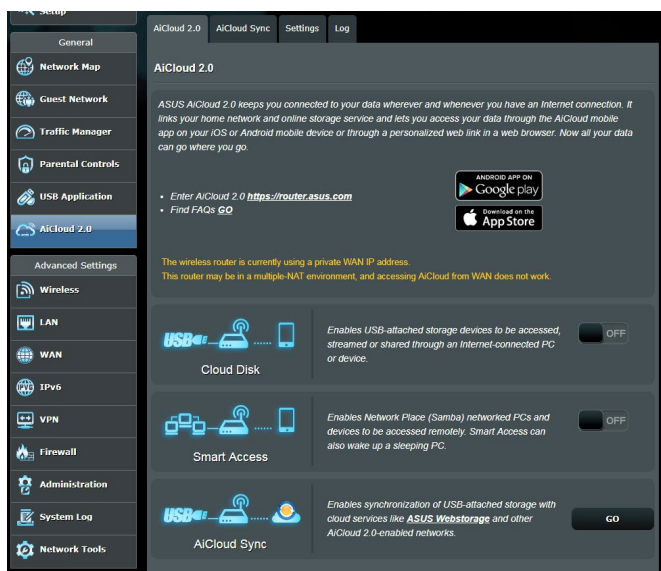 Setup
General
Network Map
Guest Network
Traffic Manager
Parental Controls
USB Application
AiCloud 2.0
Advanced Settings
Wireless
LAN
WAN
IPv6
VPN
Firewall
Administration
System Log
Network Tools
AiCloud 2.0 AiCloud Sync Settings Log
AiCloud 2.0
ASUS AiCloud 2.0 keeps you connected to your data wherever and whenever you have an Internet connection. It
links your home network and online storage service and lets you access your data through the AiCloud mobile
app on your iOS or Android mobile device or through a personalized web link in a web browser. Now all your data
can go where you go.
• Enter AiCloud 2.0 https://router.asus.com
• Find FAQs GO
ANDROID APP ON
Google play
Download on the
App Store
The wireless router is currently using a private WAN IP address.
This router may be in a multiple-NAT environment, and accessing AiCloud from WAN does not work.
USB
Cloud Disk
Enables USB-attached storage devices to be accessed,
streamed or shared through an Internet-connected PC
or device.
OFF
Smart Access
Enables Network Place (Samba) networked PCs and
devices to be accessed remotely. Smart Access can
also wake up a sleeping PC.
OFF
USB
AiCloud Sync
Enables synchronization of USB-attached storage with
cloud services like ASUS Webstorage and other
AiCloud 2.0-enabled networks.
GO